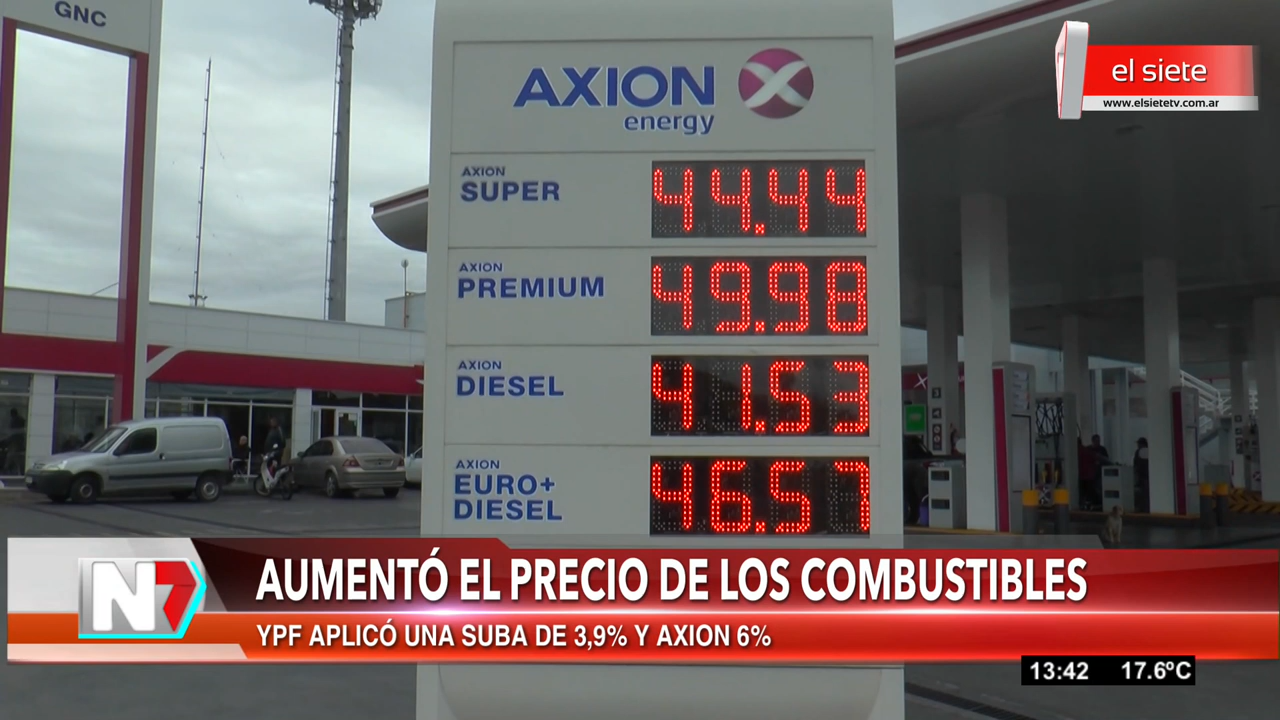 GNC
el siete
www.elsietetv.com.ar
AXION
energy
AXION
SUPER
44.44
AXION
PREMIUM
49.98
AXION
DIESEL
41.53
AXION
EURO+
DIESEL
46.57
N7
AUMENTÓ EL PRECIO DE LOS COMBUSTIBLES
YPF APLICÓ UNA SUBA DE 3,9% Y AXION 6%
13:42 17.6ºC